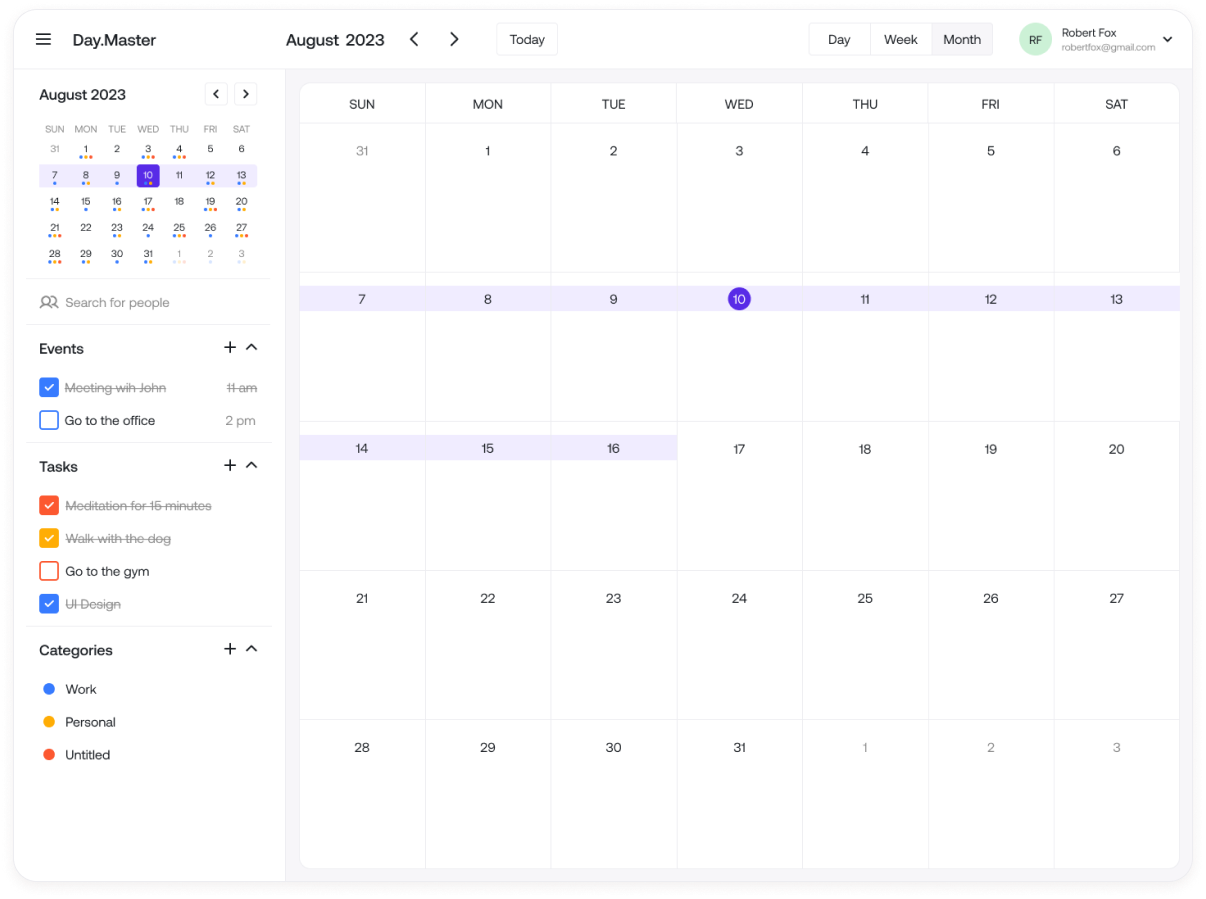 Day.Master
August 2023
Today
Day Week Month
RF
Robert Fox
robertfox@gmail.com
August 2023
SUN MON TUE WED THU FRI SAT
31 1 2 3 4 5 6
7 8 9 10 11 12 13
14 15 16 17 18 19 20
21 22 23 24 25 26 27
28 29 30 31 1 2 3
Search for people
Events
Meeting wih John 11 am
Go to the office 2 pm
Tasks
Meditation for 15 minutes
Walk with the dog
Go to the gym
UI Design
Categories
Work
Personal
Untitled
SUN MON TUE WED THU FRI SAT
31 1 2 3 4 5 6
7 8 9 10 11 12 13
14 15 16 17 18 19 20
21 22 23 24 25 26 27
28 29 30 31 1 2 3